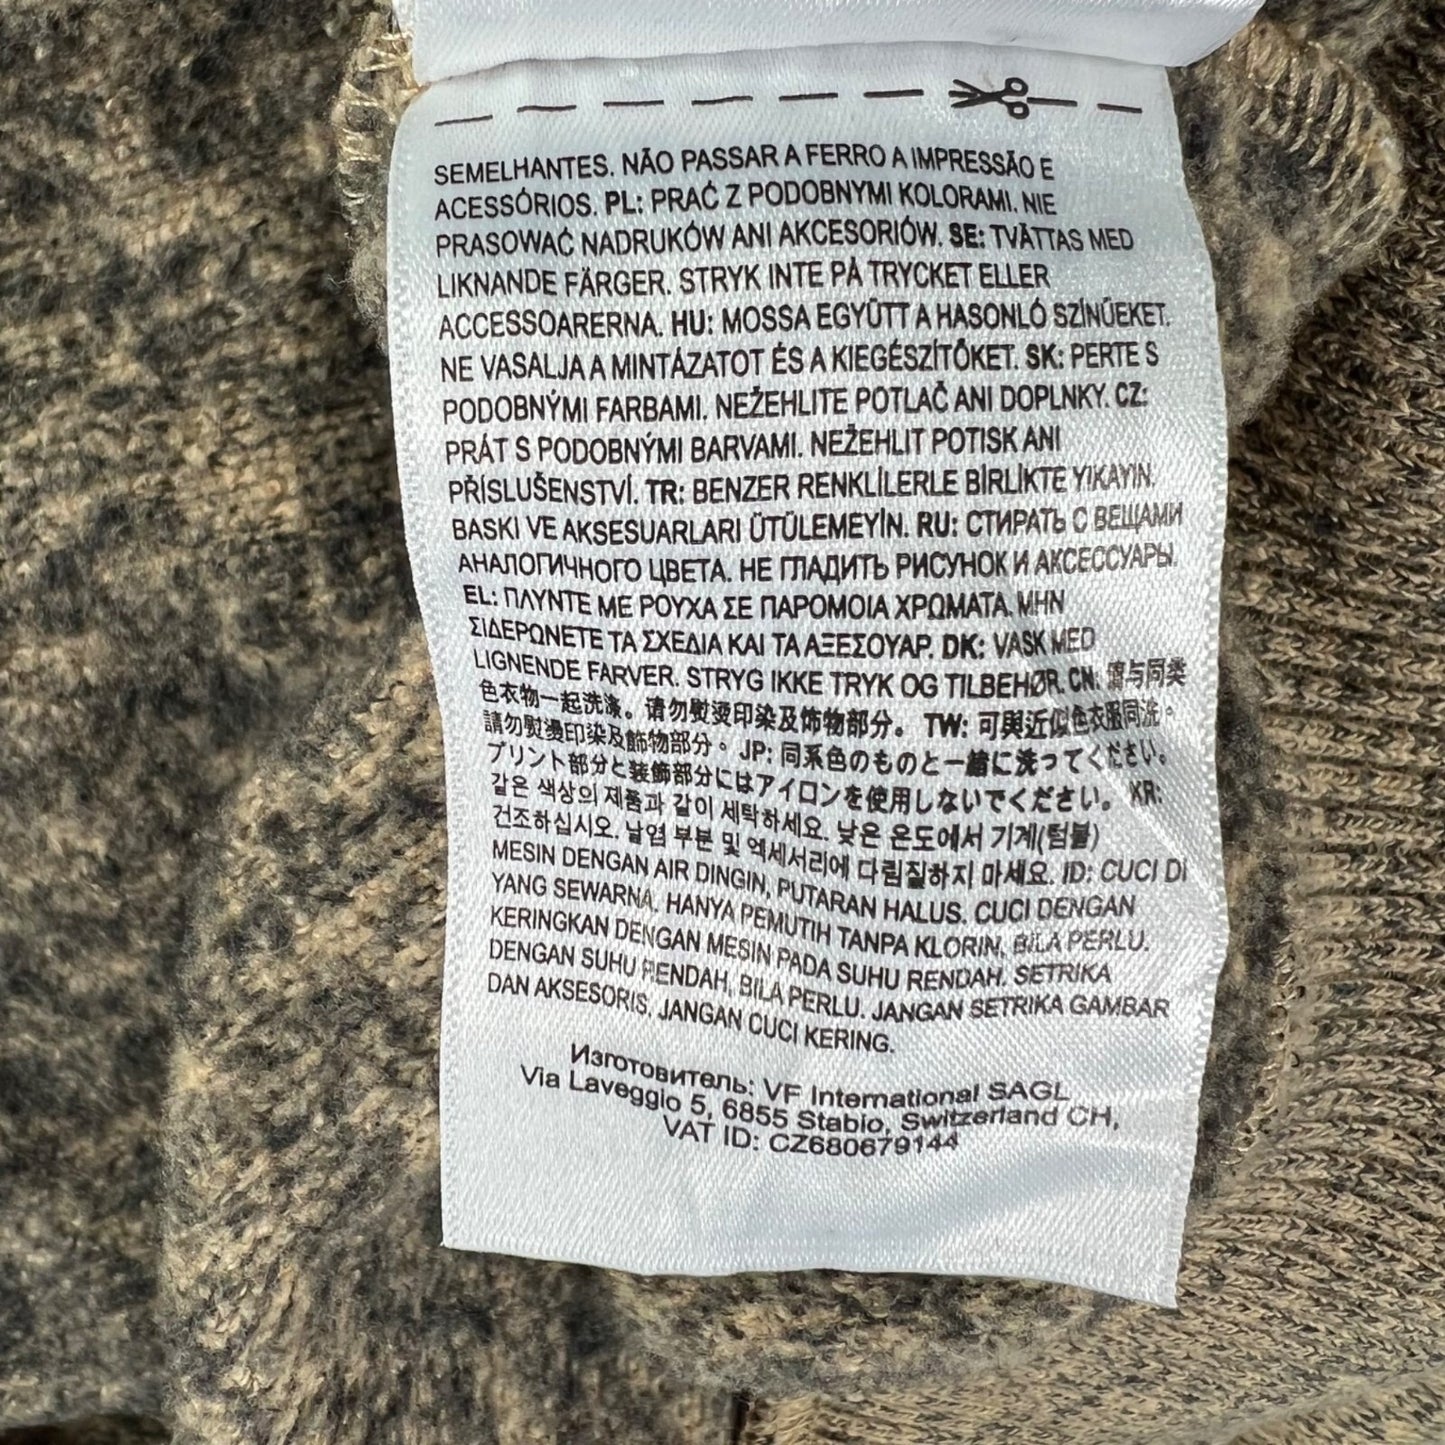 SEMELHANTES. NÃO PASSAR A FERRO A IMPRESSÃO E
ACESSÓRIOS. PL: PRAĆ Z PODOBNYMI KOLORAMI. NIE
PRASOWAĆ NADRUKÓW ANI AKCESORIÓW. SE: TVÄTTAS MED
LIKNANDE FÄRGER. STRYK INTE PÅ TRYCKET ELLER
ACCESSOARERNA. HU: MOSSA EGYÜTT A HASONLÓ SZÍNŰEKET.
NE VASALJA A MINTÁZATOT ÉS A KIEGÉSZÍTŐKET. SK: PERTE S
PODOBNÝMI FARBAMI. NEŽEHLITE POTLAČ ANI DOPLNKY. CZ:
PRÁT S PODOBNÝMI BARVAMI. NEŽEHLIT POTISK ANI
PŘÍSLUŠENSTVÍ. TR: BENZER RENKLİLERLE BİRLİKTE YIKAYIN.
BASKI VE AKSESUARLARI ÜTÜLEMEYİN. RU: СТИРАТЬ С ВЕЩАМИ
АНАЛОГИЧНОГО ЦВЕТА. НЕ ГЛАДИТЬ РИСУНОК И АКСЕССУАРЫ.
EL: ΠΛΥΝΤΕ ΜΕ ΡΟΥΧΑ ΣΕ ΠΑΡΟΜΟΙΑ ΧΡΩΜΑΤΑ. ΜΗΝ
ΣΙΔΕΡΩΝΕΤΕ ΤΑ ΣΧΕΔΙΑ ΚΑΙ ΤΑ ΑΞΕΣΟΥΑΡ. DK: VASK MED
LIGNENDE FARVER. STRYG IKKE TRYK OG TILBEHØR. CN: 请与同类
色衣物一起洗涤。请勿熨烫印染及饰物部分。 TW: 可與近似色衣服同洗。
請勿熨燙印染及飾物部分。 JP: 同系色のものと一緒に洗ってください。
プリント部分と装飾部分にはアイロンを使用しないでください。 KR:
같은 색상의 제품과 같이 세탁하세요. 낮은 온도에서 기계(텀블)
건조하십시오. 날염 부분 및 엑세서리에 다림질하지 마세요. ID: CUCI DI
MESIN DENGAN AIR DINGIN, PUTARAN HALUS. CUCI DENGAN
YANG SEWARNA. HANYA PEMUTIH TANPA KLORIN, BILA PERLU.
KERINGKAN DENGAN MESIN PADA SUHU RENDAH. SETRIKA
DENGAN SUHU RENDAH, BILA PERLU. JANGAN SETRIKA GAMBAR
DAN AKSESORIS. JANGAN CUCI KERING.
Изготовитель: VF International SAGL
Via Laveggio 5, 6855 Stabio, Switzerland CH,
VAT ID: CZ680679144